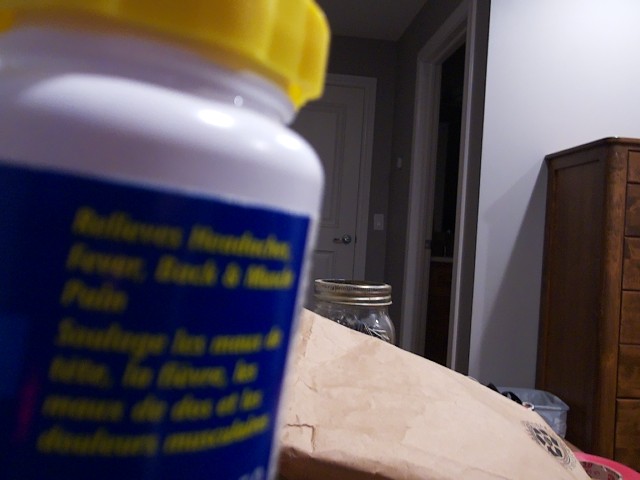 Relieves Headache,
Fever, Back & Muscle
Pain
Soulage les maux de
tête, la fièvre, les
maux de dos et les
douleurs musculaires